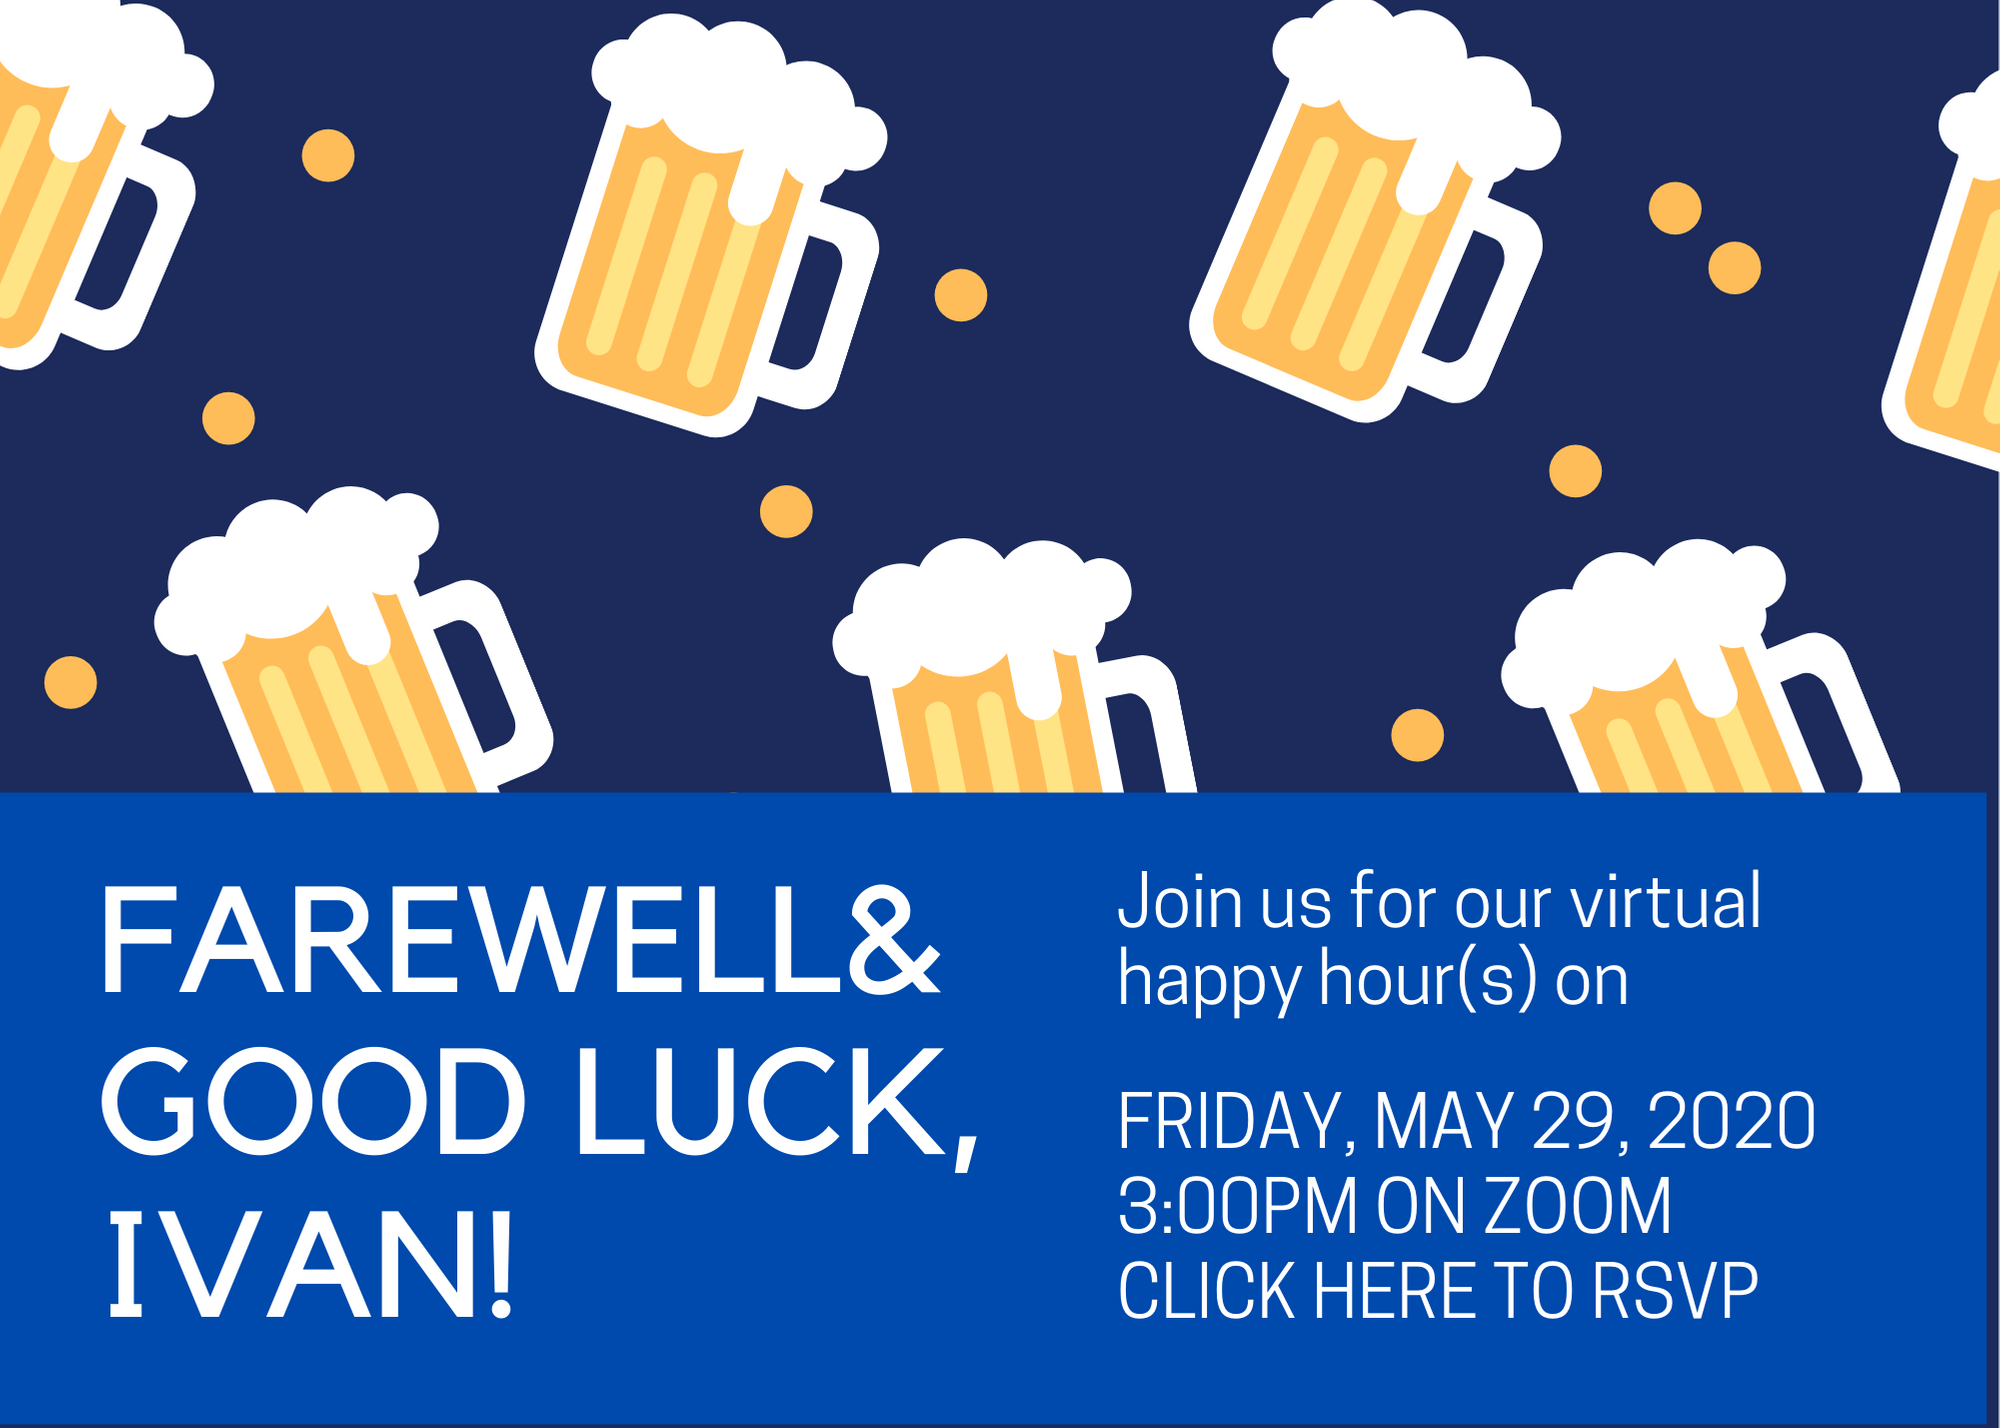 FAREWELL&
GOOD LUCK,
IVAN!
Join us for our virtual
happy hour(s) on
FRIDAY, MAY 29, 2020
3:00PM ON ZOOM
CLICK HERE TO RSVP